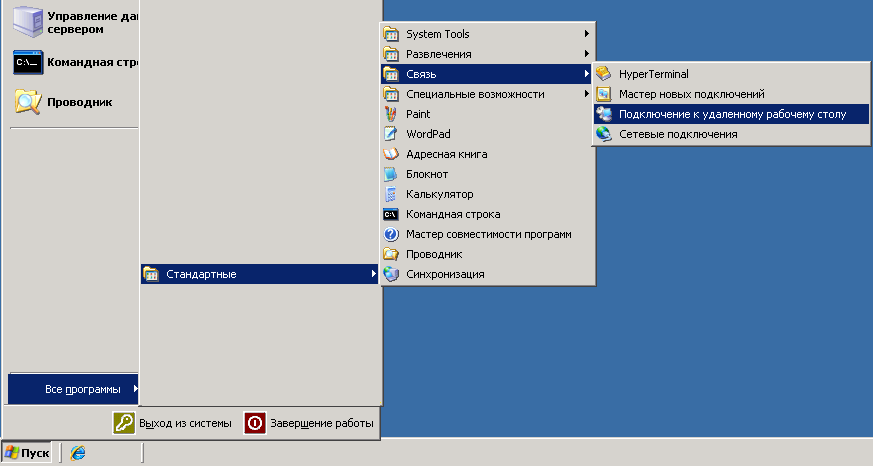 Управление да
сервером
Командная стро
Проводник
Все программы
Стандартные
System Tools
Развлечения
Связь
Специальные возможности
Paint
WordPad
Адресная книга
Блокнот
Калькулятор
Командная строка
Мастер совместимости программ
Проводник
Синхронизация
HyperTerminal
Мастер новых подключений
Подключение к удаленному рабочему столу
Сетевые подключения
Выход из системы
Завершение работы
Пуск